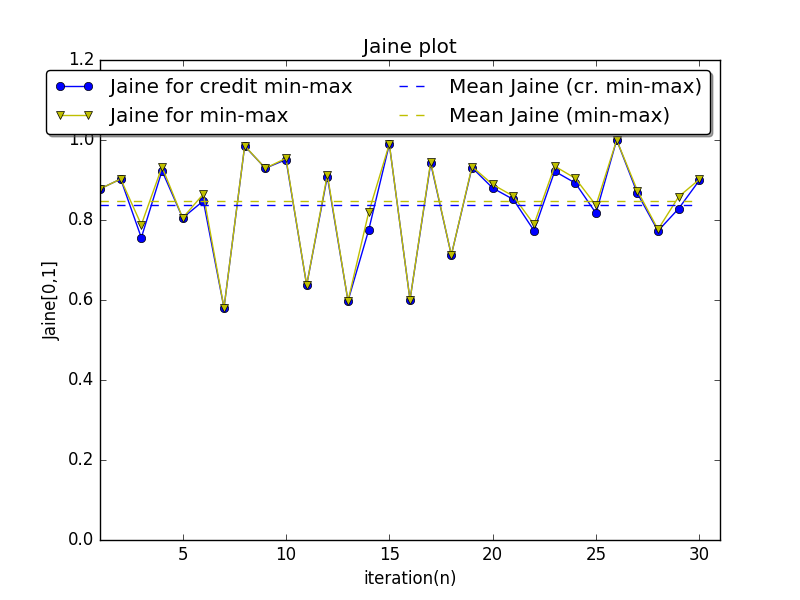 Jaine plot
1.2
Jaine for credit min-max
Mean Jaine (cr. min-max)
Jaine for min-max
Mean Jaine (min-max)
1.0
0.8
0.6
0.4
0.2
0.0
Jaine[0,1]
5 10 15 20 25 30
iteration(n)